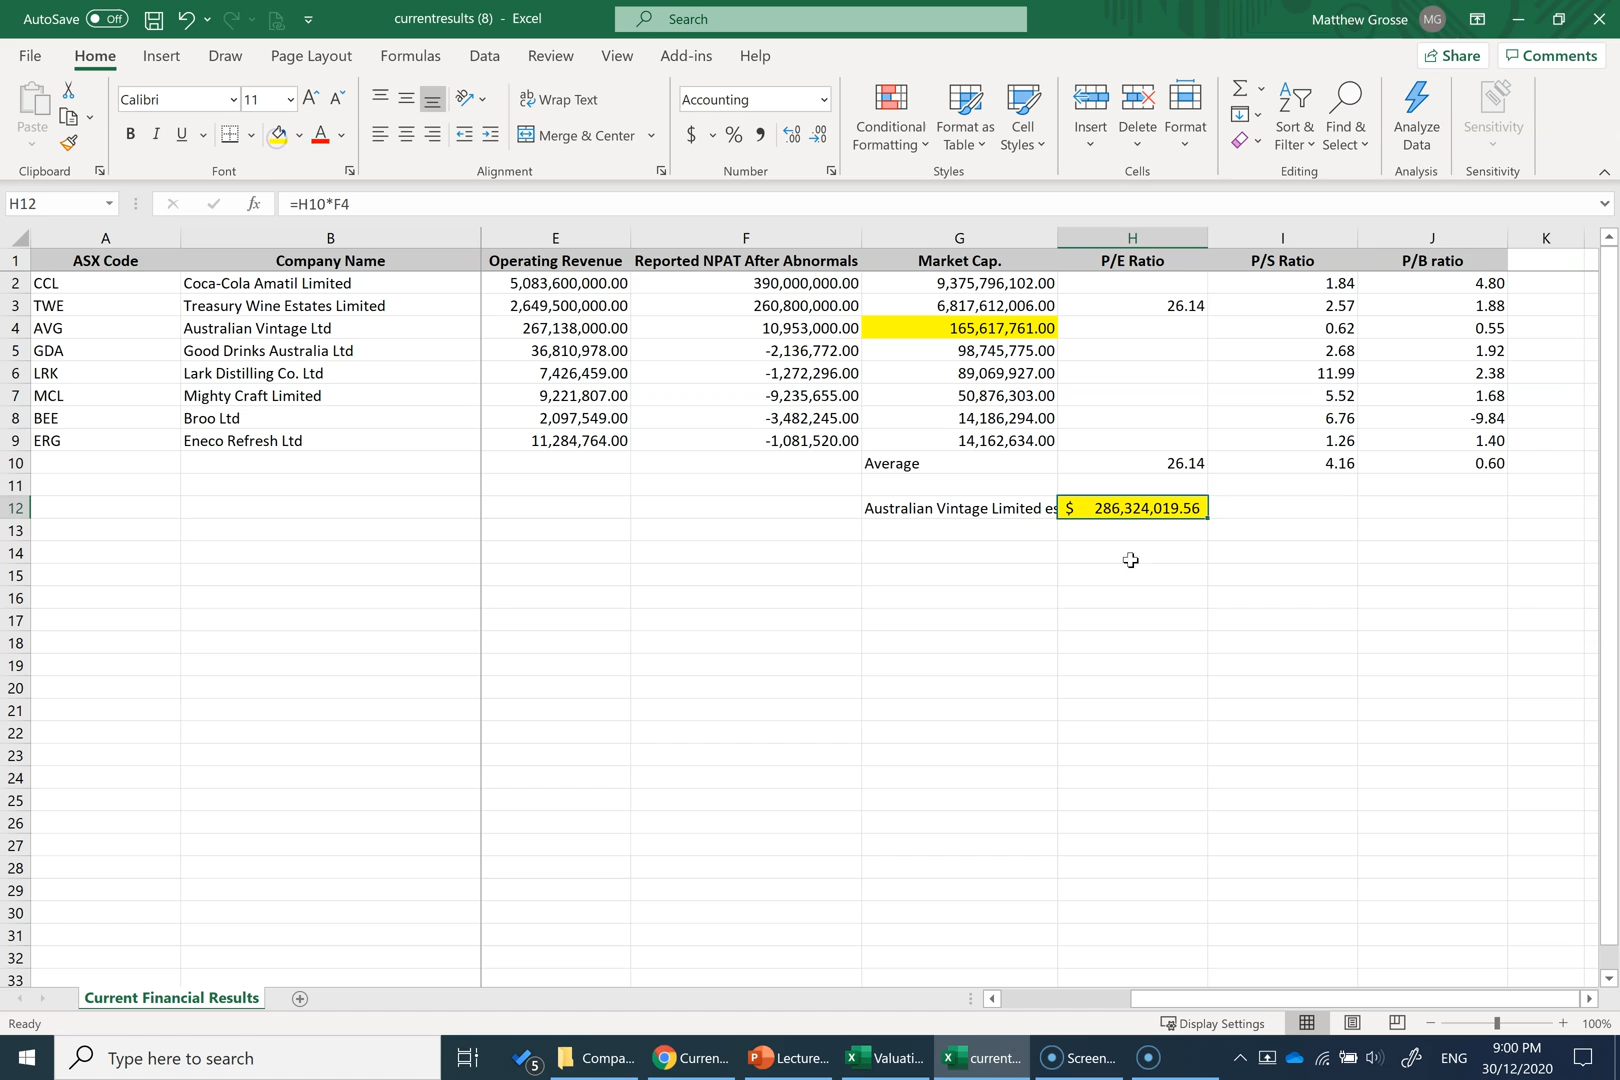 AutoSave Off currentresults (8) - Excel Search Matthew Grosse MG
File Home Insert Draw Page Layout Formulas Data Review View Add-ins Help Share Comments
Paste Calibri 11 Wrap Text Accounting Conditional Formatting Format as Table Cell Styles Insert Delete Format Sort & Filter Find & Select Analyze Data Sensitivity
B I U Merge & Center $ % 9
Clipboard Font Alignment Number Styles Cells Editing Analysis Sensitivity
H12 fx =H10*F4
A B E F G H I J K
1 ASX Code Company Name Operating Revenue Reported NPAT After Abnormals Market Cap. P/E Ratio P/S Ratio P/B ratio
2 CCL Coca-Cola Amatil Limited 5,083,600,000.00 390,000,000.00 9,375,796,102.00 1.84 4.80
3 TWE Treasury Wine Estates Limited 2,649,500,000.00 260,800,000.00 6,817,612,006.00 26.14 2.57 1.88
4 AVG Australian Vintage Ltd 267,138,000.00 10,953,000.00 165,617,761.00 0.62 0.55
5 GDA Good Drinks Australia Ltd 36,810,978.00 -2,136,772.00 98,745,775.00 2.68 1.92
6 LRK Lark Distilling Co. Ltd 7,426,459.00 -1,272,296.00 89,069,927.00 11.99 2.38
7 MCL Mighty Craft Limited 9,221,807.00 -9,235,655.00 50,876,303.00 5.52 1.68
8 BEE Broo Ltd 2,097,549.00 -3,482,245.00 14,186,294.00 6.76 -9.84
9 ERG Eneco Refresh Ltd 11,284,764.00 -1,081,520.00 14,162,634.00 1.26 1.40
10 Average 26.14 4.16 0.60
11
12 Australian Vintage Limited es $ 286,324,019.56
13
14
15
16
17
18
19
20
21
22
23
24
25
26
27
28
29
30
31
32
33
Current Financial Results
Ready Display Settings 100%
Type here to search 5 Compa... Curren... Lecture... Valuati... current... Screen... ENG 9:00 PM
30/12/2020